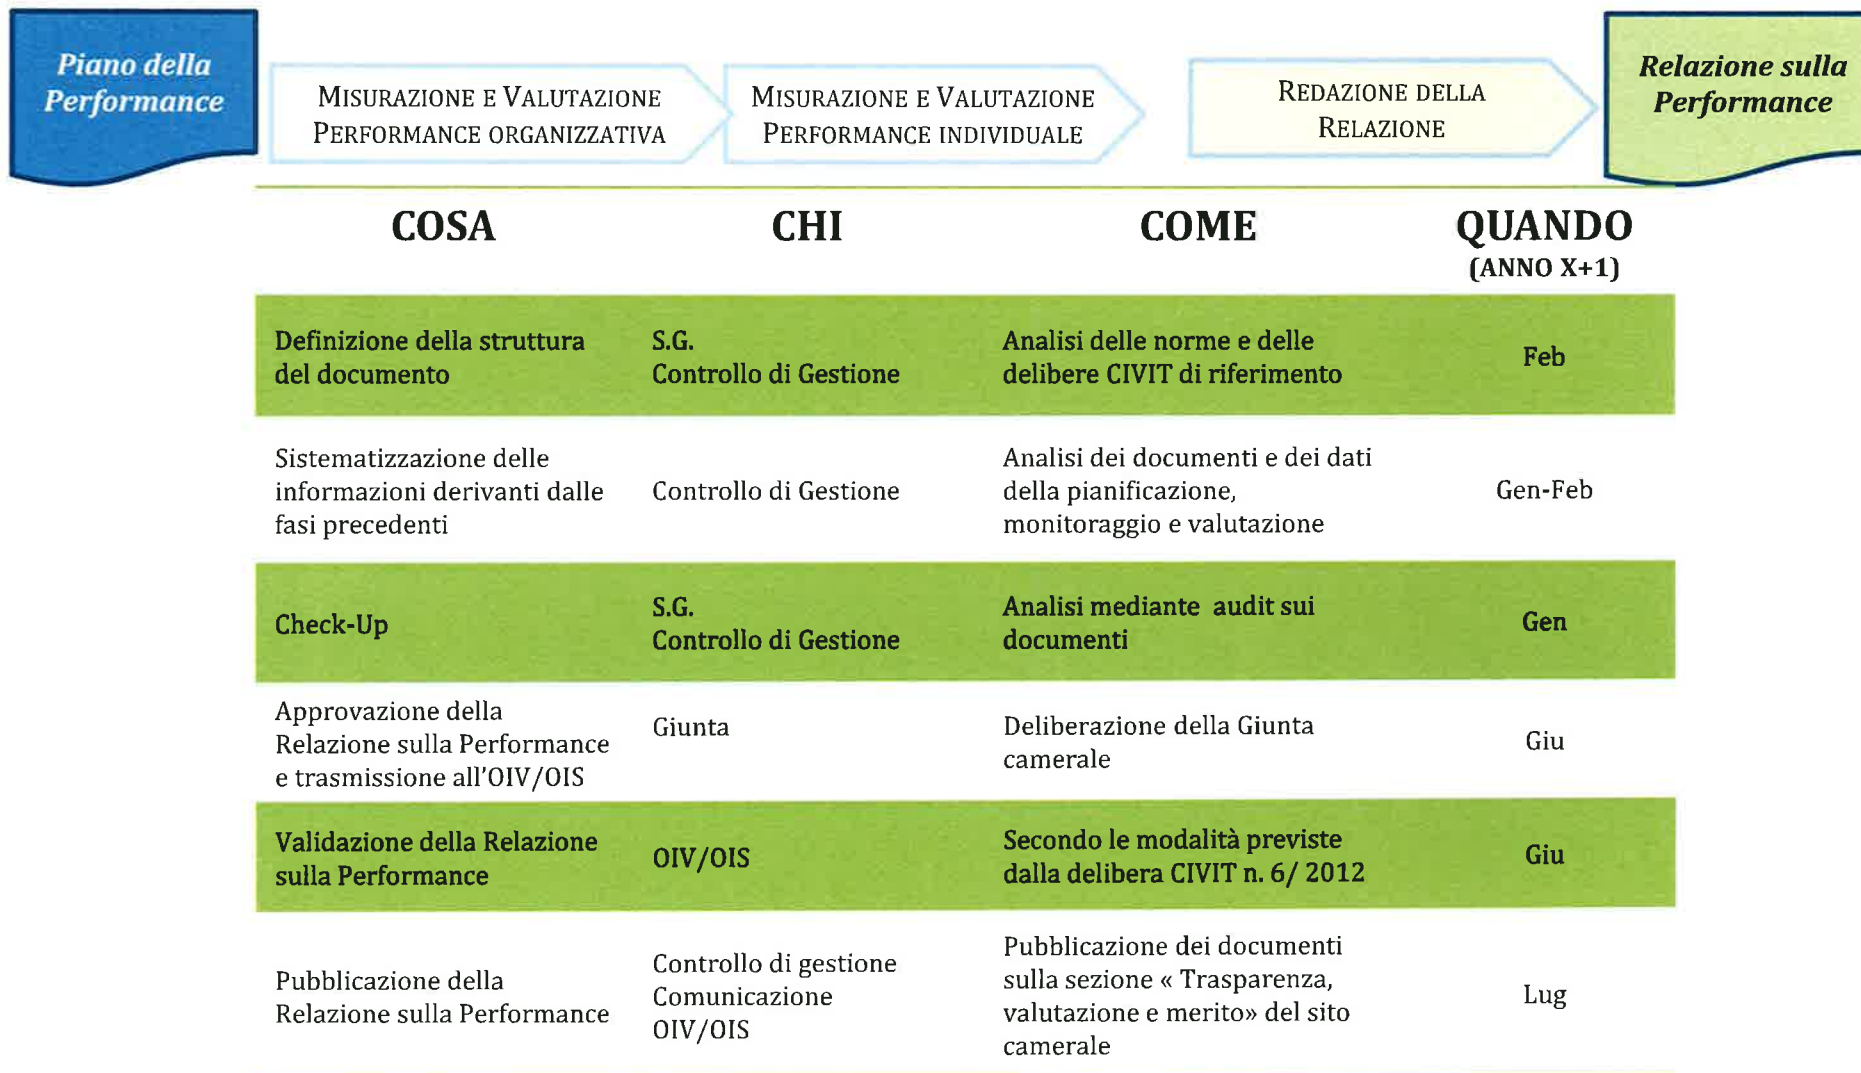 Piano della
Performance
MISURAZIONE E VALUTAZIONE
PERFORMANCE ORGANIZZATIVA
MISURAZIONE E VALUTAZIONE
PERFORMANCE INDIVIDUALE
REDAZIONE DELLA
RELAZIONE
Relazione sulla
Performance
COSA
CHI
COME
QUANDO
(ANNO X+1)
Definizione della struttura
del documento
S.G.
Controllo di Gestione
Analisi delle norme e delle
delibere CIVIT di riferimento
Feb
Sistematizzazione delle
informazioni derivanti dalle
fasi precedenti
Controllo di Gestione
Analisi dei documenti e dei dati
della pianificazione,
monitoraggio e valutazione
Gen-Feb
Check-Up
S.G.
Controllo di Gestione
Analisi mediante audit sui
documenti
Gen
Approvazione della
Relazione sulla Performance
e trasmissione all'OIV/OIS
Giunta
Deliberazione della Giunta
camerale
Giu
Validazione della Relazione
sulla Performance
OIV/OIS
Secondo le modalità previste
dalla delibera CIVIT n. 6/ 2012
Giu
Pubblicazione della
Relazione sulla Performance
Controllo di gestione
Comunicazione
OIV/OIS
Pubblicazione dei documenti
sulla sezione « Trasparenza,
valutazione e merito» del sito
camerale
Lug